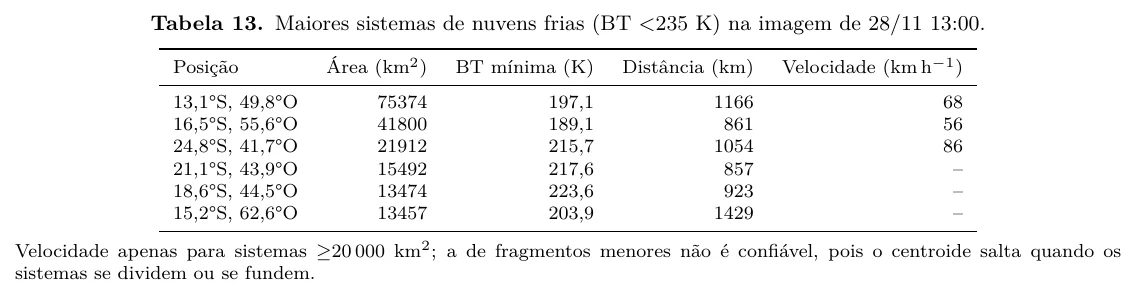 Tabela 13. Maiores sistemas de nuvens frias (BT <235 K) na imagem de 28/11 13:00.
Posição Área (km²) BT mínima (K) Distância (km) Velocidade (km h⁻¹)
13,1°S, 49,8°O 75374 197,1 1166 68
16,5°S, 55,6°O 41800 189,1 861 56
24,8°S, 41,7°O 21912 215,7 1054 86
21,1°S, 43,9°O 15492 217,6 857 –
18,6°S, 44,5°O 13474 223,6 923 –
15,2°S, 62,6°O 13457 203,9 1429 –
Velocidade apenas para sistemas ≥20 000 km²; a de fragmentos menores não é confiável, pois o centroide salta quando os
sistemas se dividem ou se fundem.